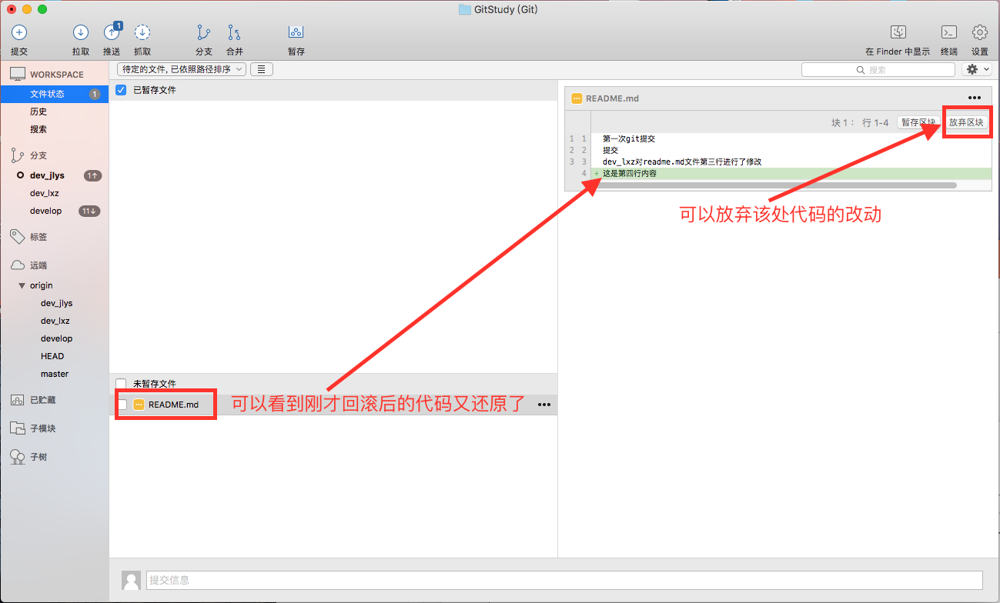 GitStudy (Git)
1
提交 拉取 推送 抓取 分支 合并 暂存 在 Finder 中显示 终端 设置
WORKSPACE
文件状态 1
历史
搜索
分支
dev_jlys 1↑
dev_lxz
develop 11↓
标签
远端
origin
dev_jlys
dev_lxz
develop
HEAD
master
已贮藏
子模块
子树
待定的文件, 已依照路径排序
搜索
已暂存文件
未暂存文件
README.md
可以看到刚才回滚后的代码又还原了
README.md
块 1： 行 1-4 暂存区块 放弃区块
1 1 第一次git提交
2 2 提交
3 3 dev_lxz对readme.md文件第三行进行了修改
4 + 这是第四行内容
可以放弃该处代码的改动
提交信息